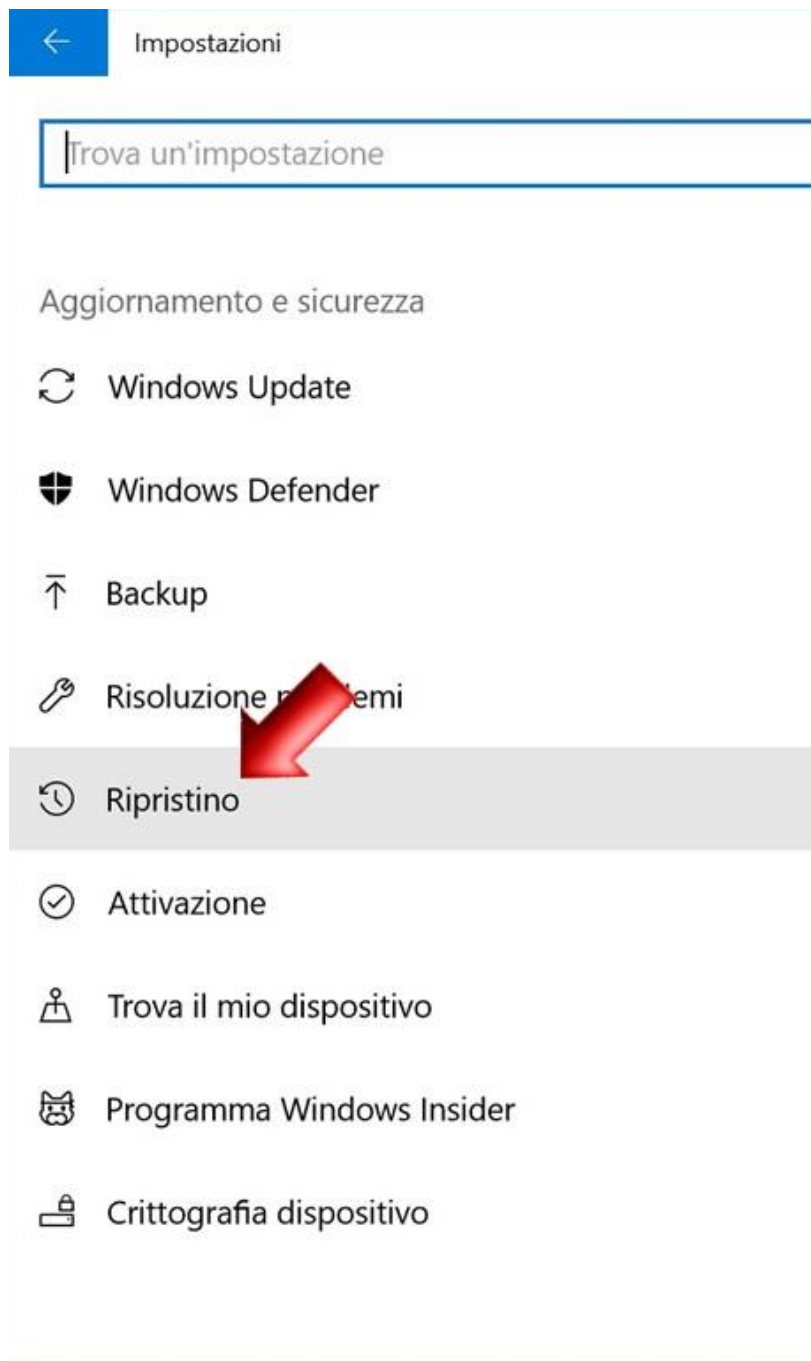 Impostazioni
Trova un'impostazione
Aggiornamento e sicurezza
Windows Update
Windows Defender
Backup
Risoluzione
Ripristino
Attivazione
Trova il mio dispositivo
Programma Windows Insider
Crittografia dispositivo